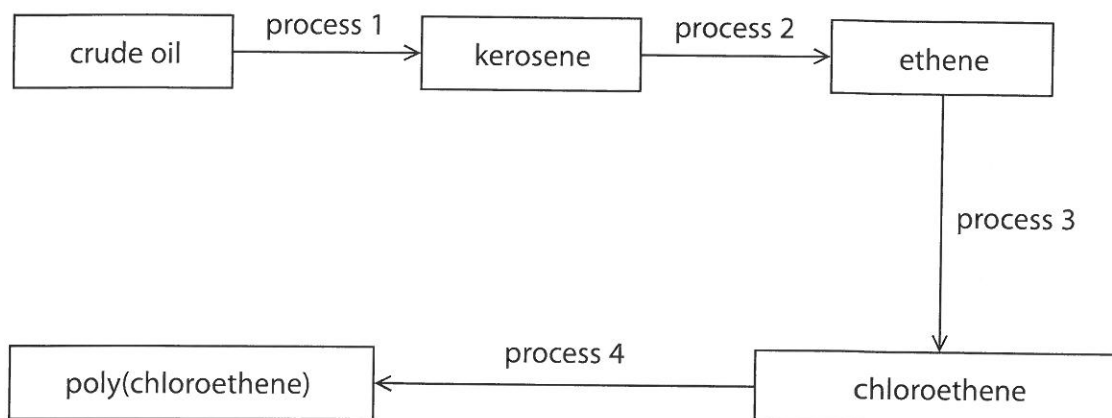 process 1
process 2
crude oil
kerosene
ethene
process 3
process 4
poly(chloroethene)
chloroethene